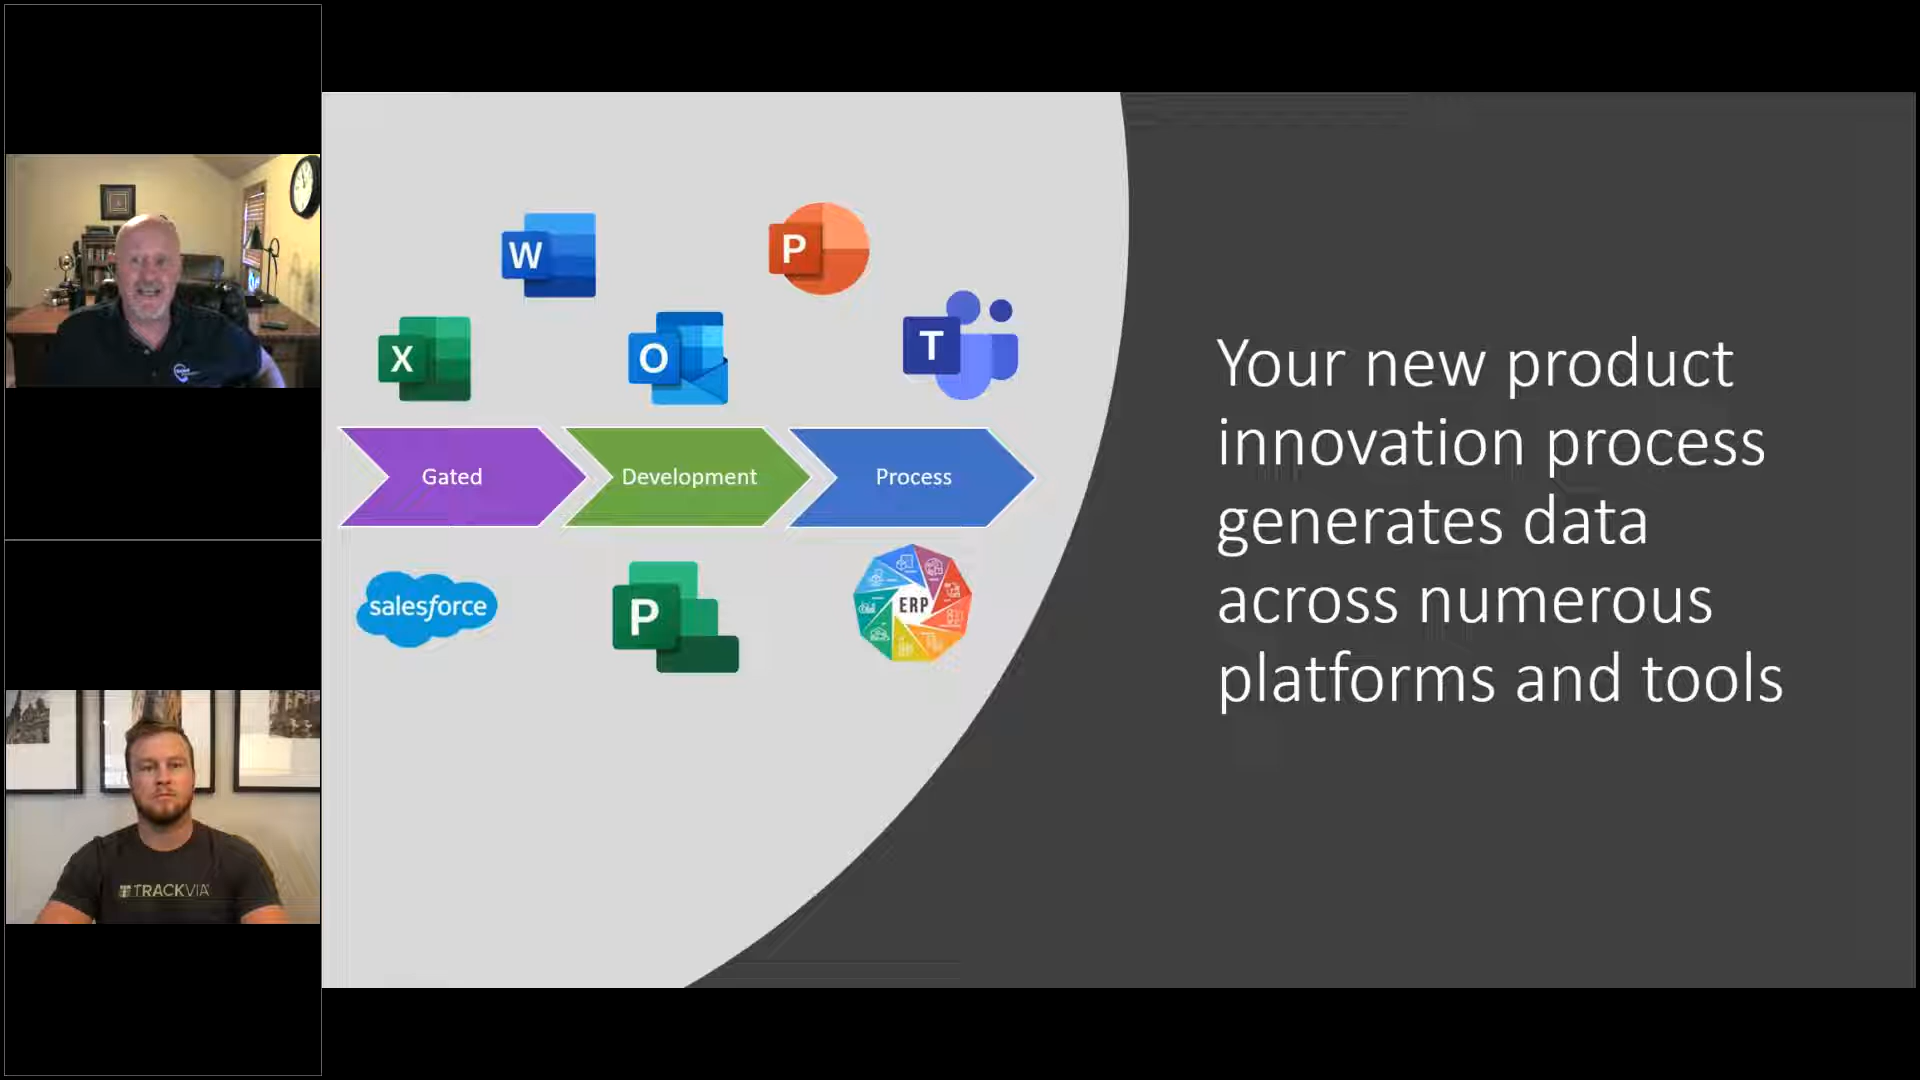 W
P
X
O
T
Gated
Development
Process
salesforce
P
ERP
Your new product
innovation process
generates data
across numerous
platforms and tools
TRACKVIA